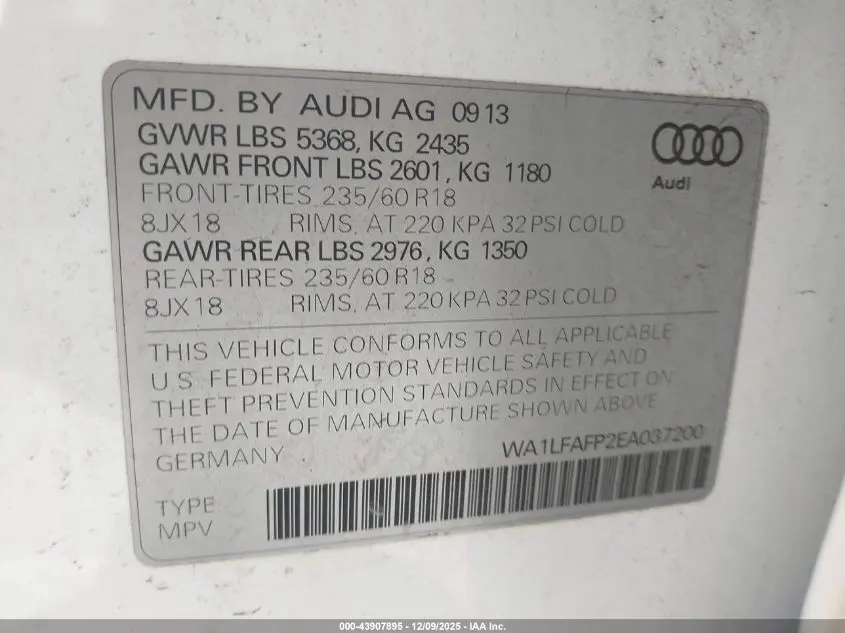 MFD. BY AUDI AG 09 13
GVWR LBS 5368, KG 2435
GAWR FRONT LBS 2601, KG 1180
FRONT-TIRES 235/60 R18
8JX18 RIMS, AT 220 KPA 32 PSI COLD
GAWR REAR LBS 2976, KG 1350
REAR-TIRES 235/60 R18
8JX18 RIMS, AT 220 KPA 32 PSI COLD
Audi
THIS VEHICLE CONFORMS TO ALL APPLICABLE
U.S. FEDERAL MOTOR VEHICLE SAFETY AND
THEFT PREVENTION STANDARDS IN EFFECT ON
THE DATE OF MANUFACTURE SHOWN ABOVE
GERMANY
WA1LFAFP2EA037200
TYPE
MPV
000-43907895 - 12/09/2025 - IAA Inc.